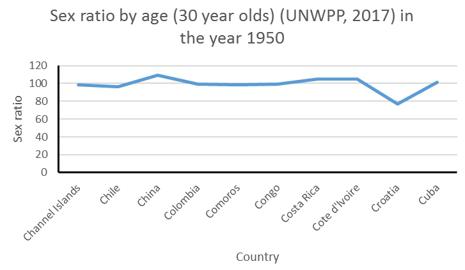 Sex ratio by age (30 year olds) (UNWPP, 2017) in
the year 1950
120
100
80
60
40
20
0
Sex ratio
Channel Islands
Chile
China
Colombia
Comoros
Congo
Costa Rica
Cote d'Ivoire
Croatia
Cuba
Country